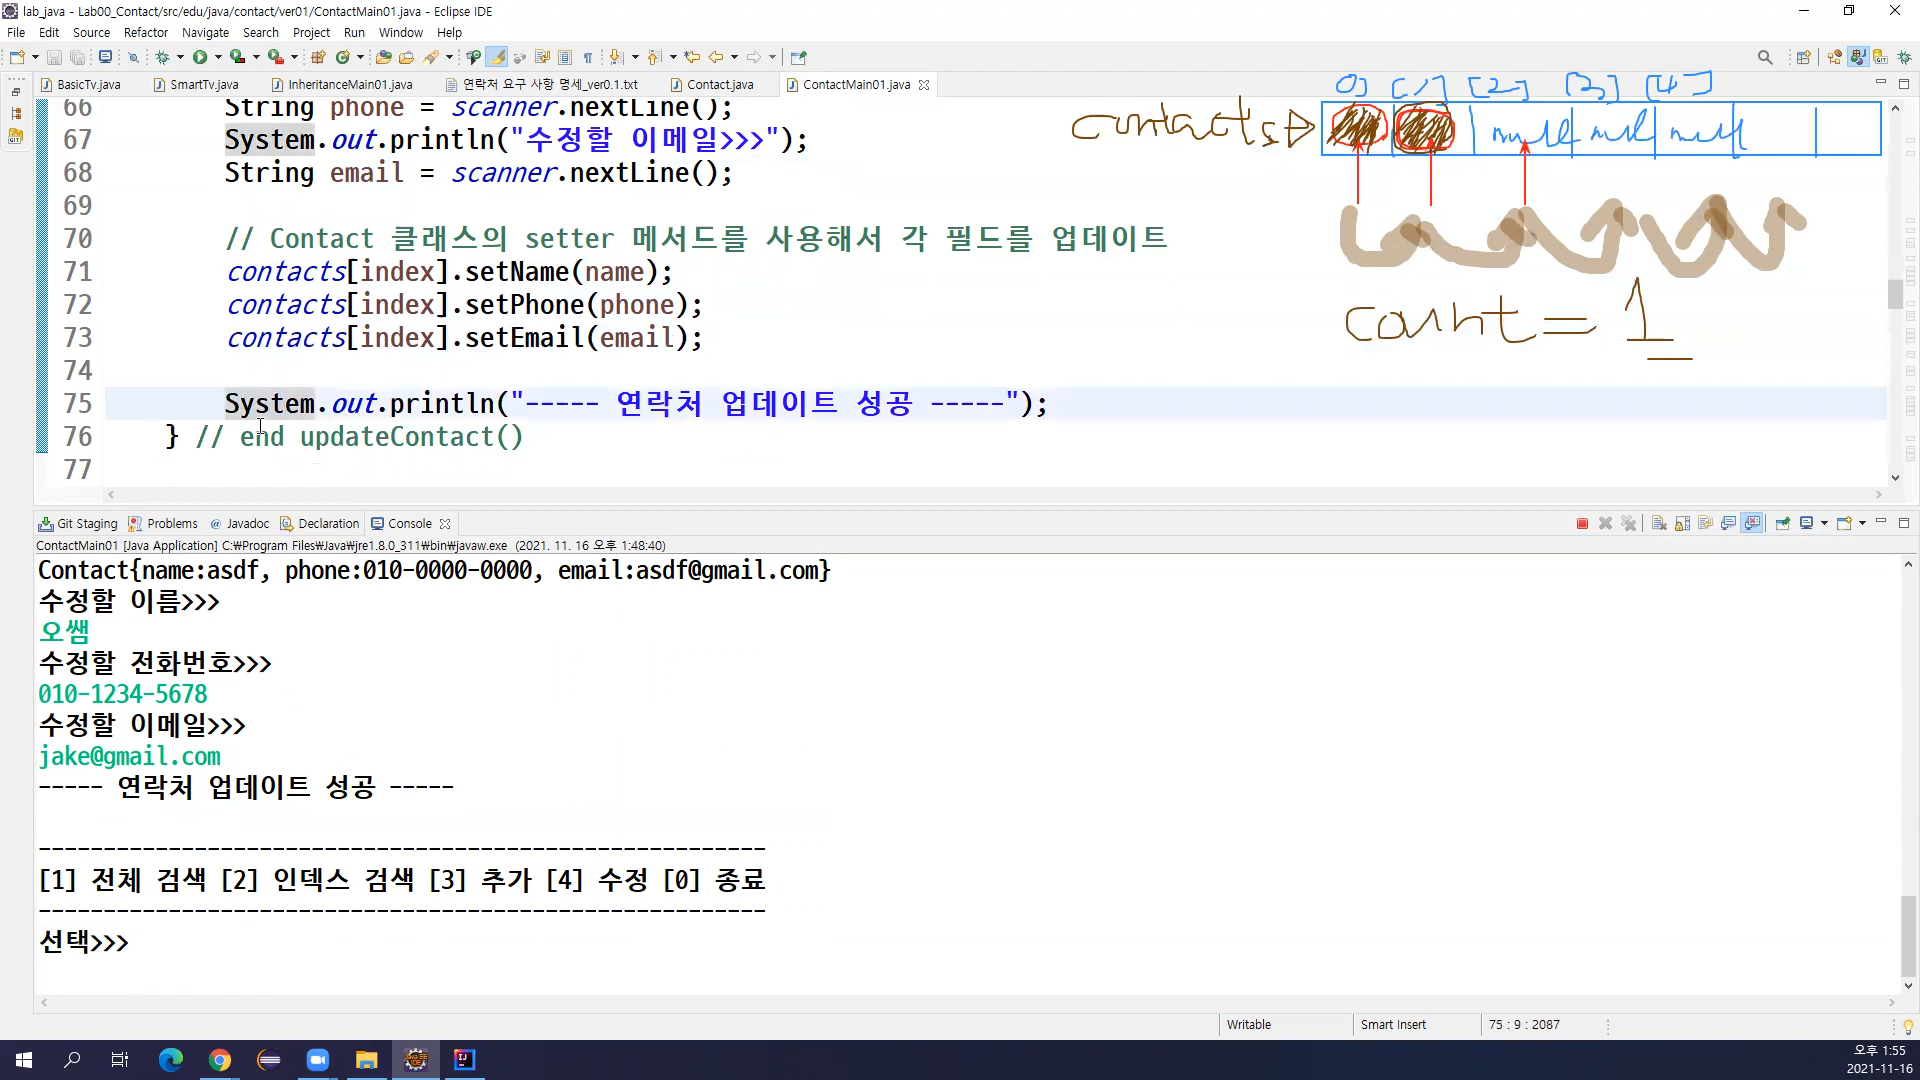 lab_java - Lab00_Contact/src/edu/java/contact/ver01/ContactMain01.java - Eclipse IDE
File Edit Source Refactor Navigate Search Project Run Window Help
BasicTv.java SmartTv.java InheritanceMain01.java 연락처 요구 사항 명세_ver0.1.txt Contact.java ContactMain01.java
66 String phone = scanner.nextLine();
67 System.out.println("수정할 이메일>>>");
68 String email = scanner.nextLine();
69
70 // Contact 클래스의 setter 메서드를 사용해서 각 필드를 업데이트
71 contacts[index].setName(name);
72 contacts[index].setPhone(phone);
73 contacts[index].setEmail(email);
74
75 System.out.println("----- 연락처 업데이트 성공 -----");
76 } // end updateContact()
77
0] [1] [2] [3] [4]
contacts
null null null
count = 1
Git Staging Problems Javadoc Declaration Console
ContactMain01 [Java Application] C:₩Program Files₩Java₩jre1.8.0_311₩bin₩javaw.exe (2021. 11. 16 오후 1:48:40)
Contact{name:asdf, phone:010-0000-0000, email:asdf@gmail.com}
수정할 이름>>>
오쌤
수정할 전화번호>>>
010-1234-5678
수정할 이메일>>>
jake@gmail.com
----- 연락처 업데이트 성공 -----
--------------------------------------------------------
[1] 전체 검색 [2] 인덱스 검색 [3] 추가 [4] 수정 [0] 종료
--------------------------------------------------------
선택>>>
Writable Smart Insert 75 : 9 : 2087
오후 1:55
2021-11-16